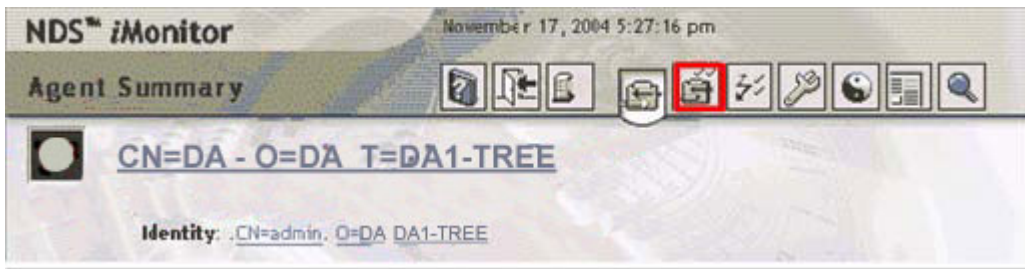 NDS™ iMonitor
November 17, 2004 5:27:16 pm
Agent Summary
CN=DA - O=DA T=DA1-TREE
Identity: .CN=admin. O=DA DA1-TREE